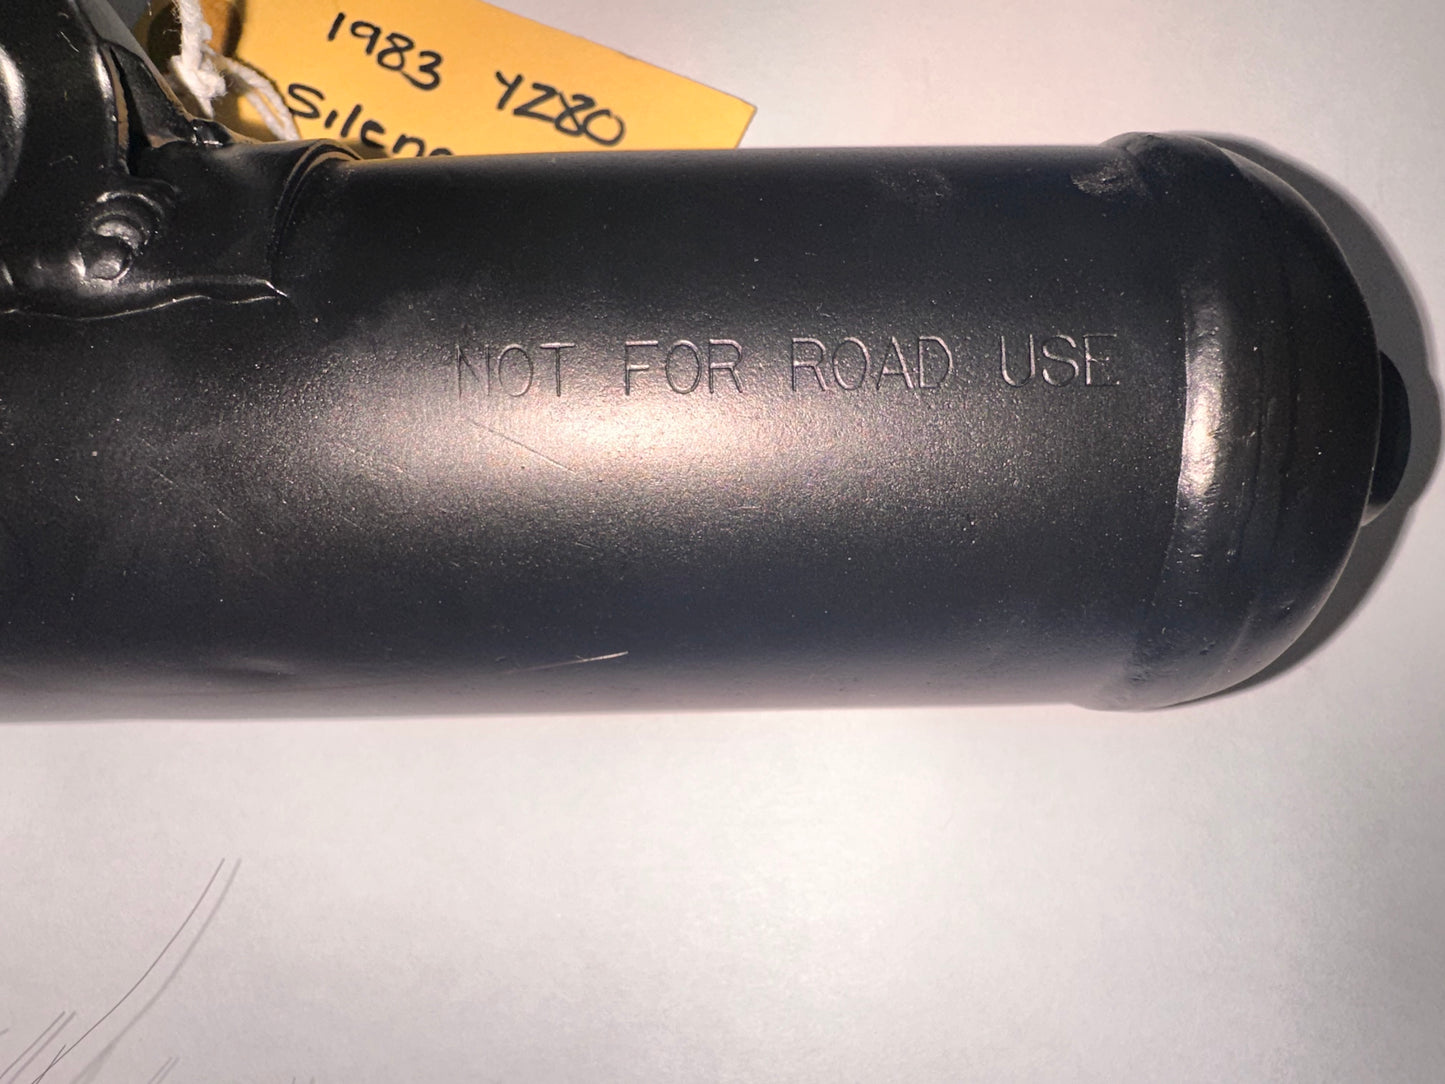 1983 YZ80
NOT FOR ROAD USE